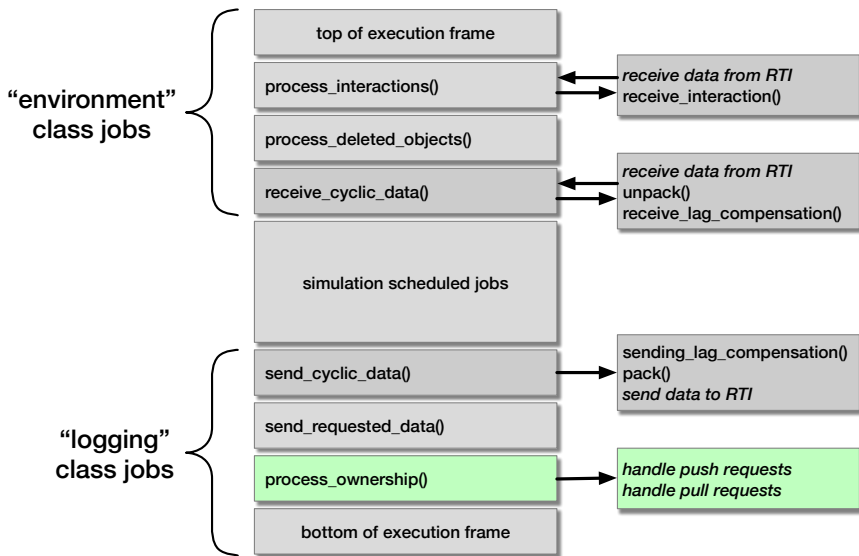 top of execution frame
“environment”
class jobs
process_interactions()
receive data from RTI
receive_interaction()
process_deleted_objects()
receive_cyclic_data()
receive data from RTI
unpack()
receive_lag_compensation()
simulation scheduled jobs
“logging”
class jobs
send_cyclic_data()
sending_lag_compensation()
pack()
send data to RTI
send_requested_data()
process_ownership()
handle push requests
handle pull requests
bottom of execution frame